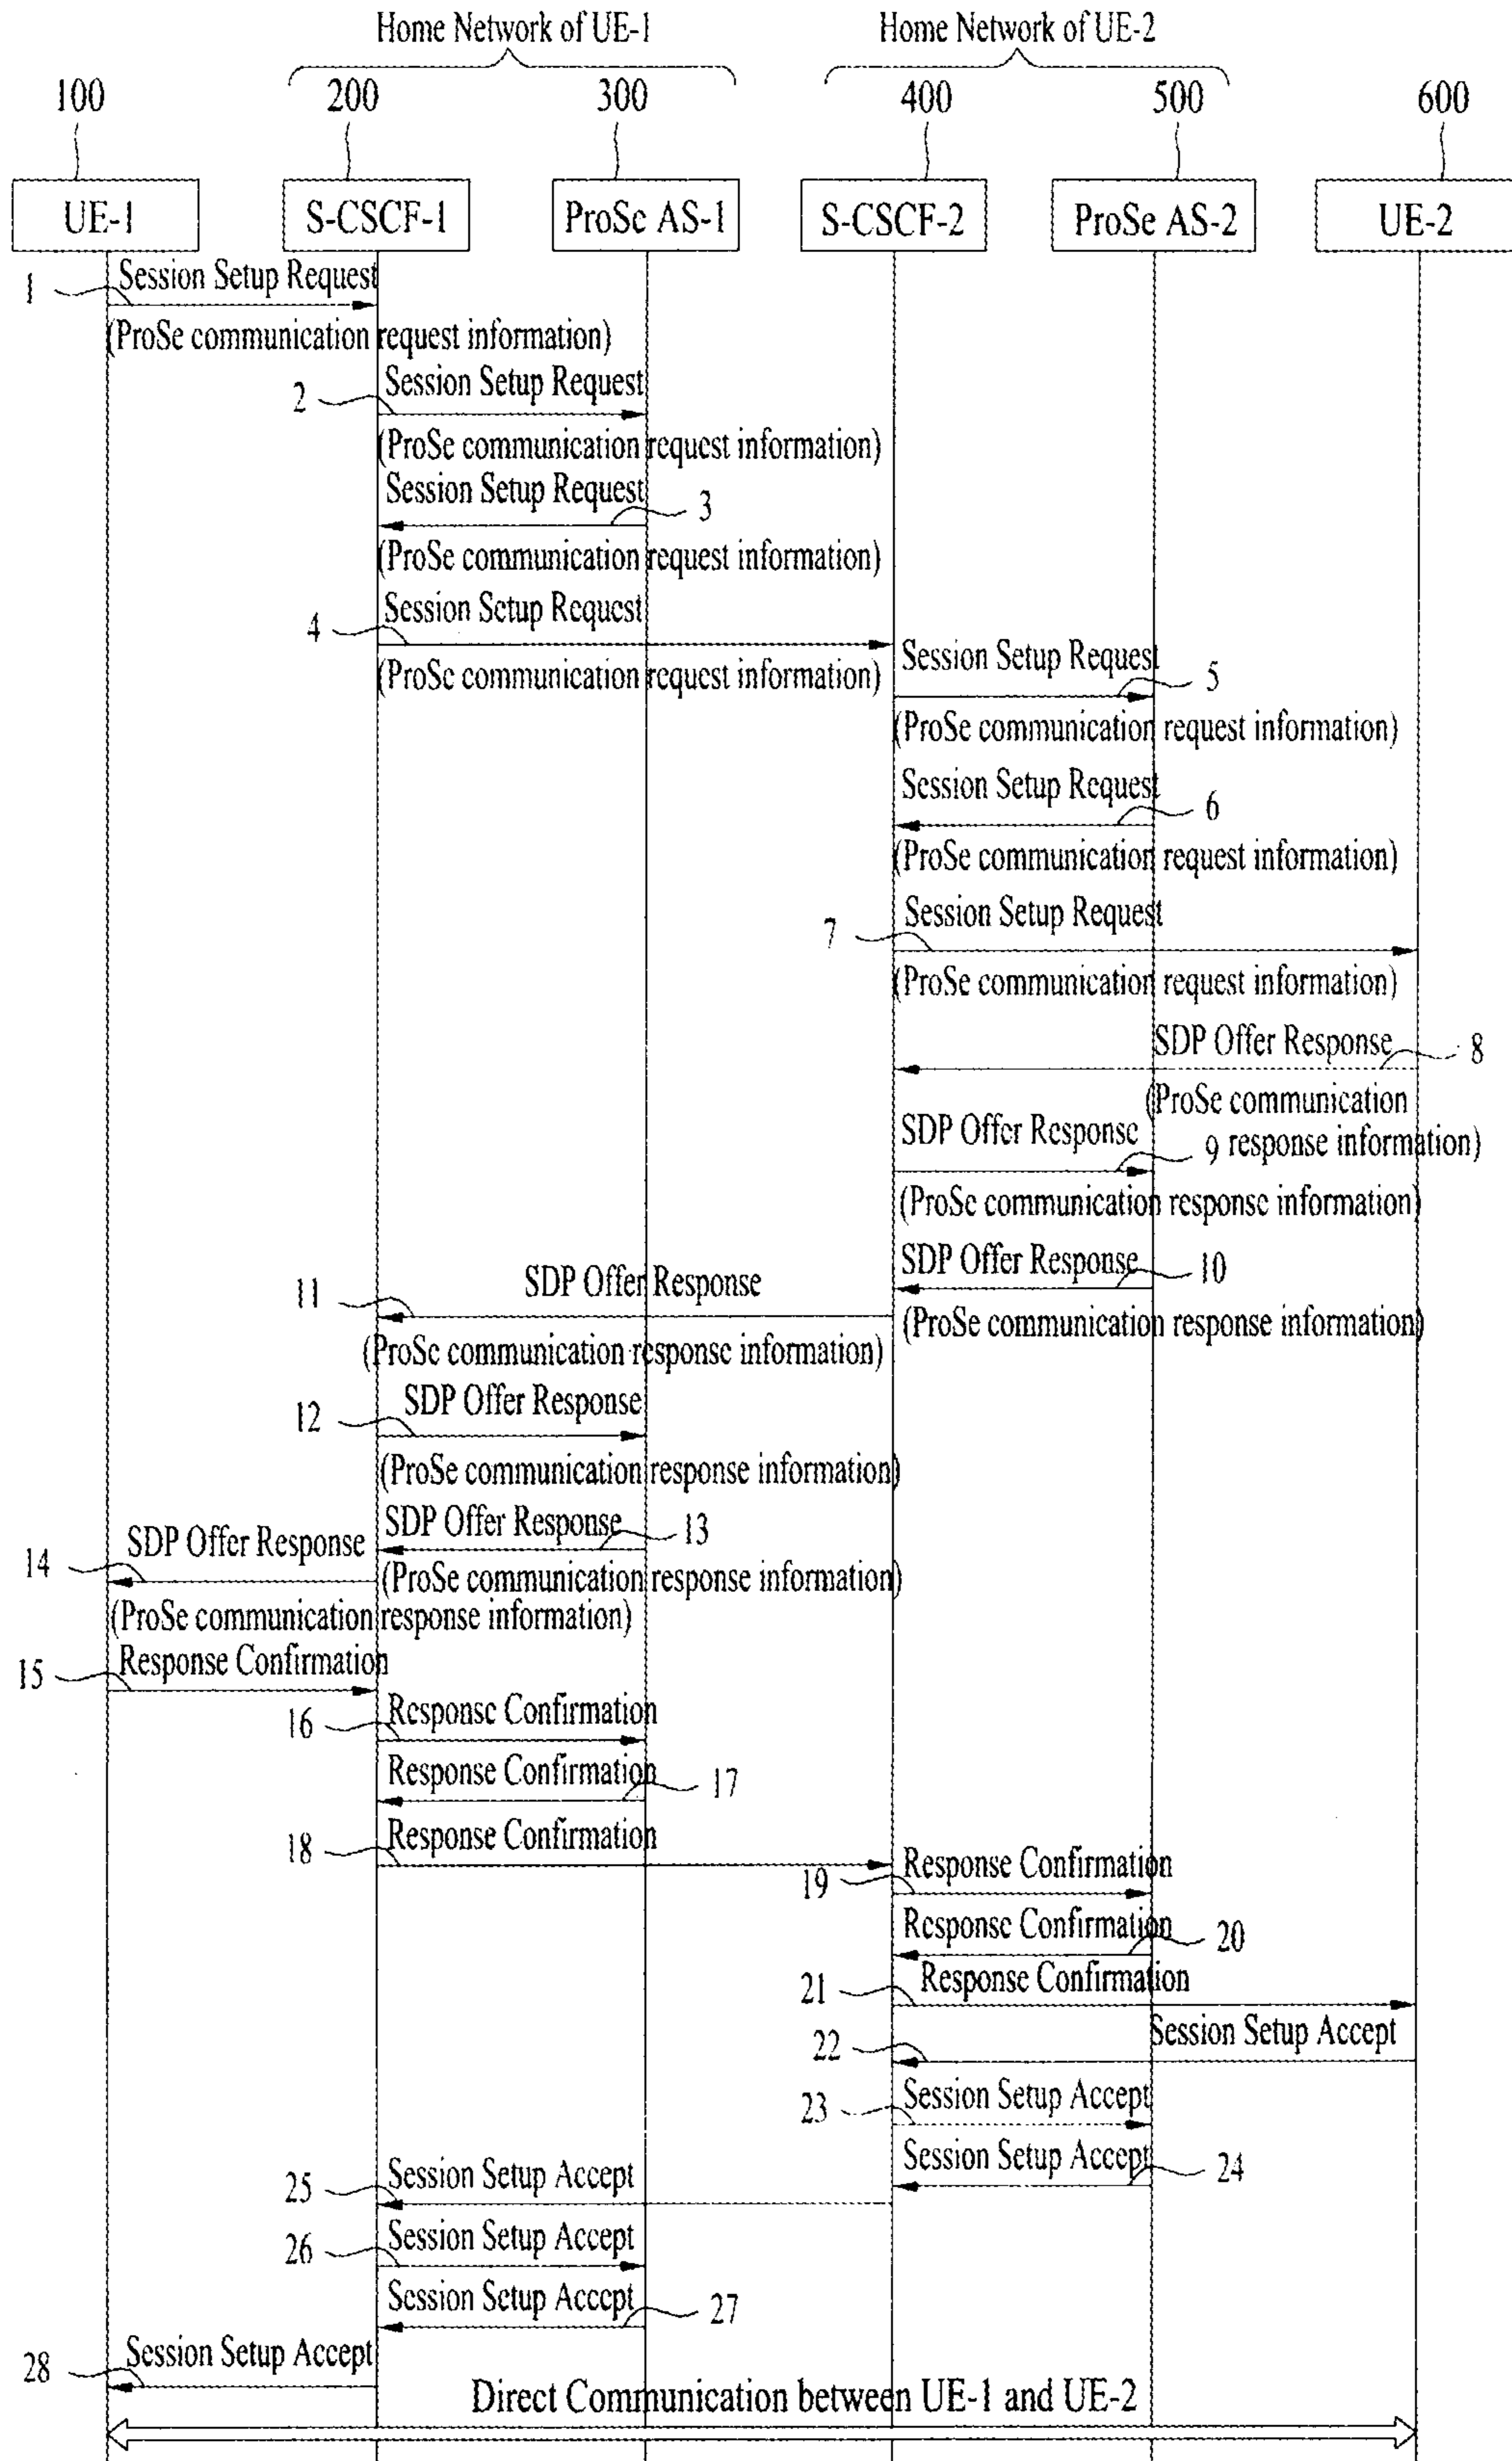 Home Network of UE-1
Home Network of UE-2
100
200
300
400
500
600
UE-1
S-CSCF-1
ProSe AS-1
S-CSCF-2
ProSe AS-2
UE-2
1
Session Setup Request
(ProSe communication request information)
2
Session Setup Request
(ProSe communication request information)
Session Setup Request
3
(ProSe communication request information)
4
Session Setup Request
(ProSe communication request information)
Session Setup Request
5
(ProSe communication request information)
Session Setup Request
6
(ProSe communication request information)
7
Session Setup Request
(ProSe communication request information)
SDP Offer Response
8
(ProSe communication
response information)
SDP Offer Response
9
(ProSe communication response information)
SDP Offer Response
10
(ProSe communication response information)
11
SDP Offer Response
(ProSe communication response information)
12
SDP Offer Response
(ProSe communication response information)
SDP Offer Response
13
(ProSe communication response information)
14
SDP Offer Response
(ProSe communication response information)
15
Response Confirmation
16
Response Confirmation
Response Confirmation
17
18
Response Confirmation
19
Response Confirmation
Response Confirmation
20
21
Response Confirmation
22
Session Setup Accept
23
Session Setup Accept
Session Setup Accept
24
25
Session Setup Accept
26
Session Setup Accept
Session Setup Accept
27
28
Session Setup Accept
Direct Communication between UE-1 and UE-2